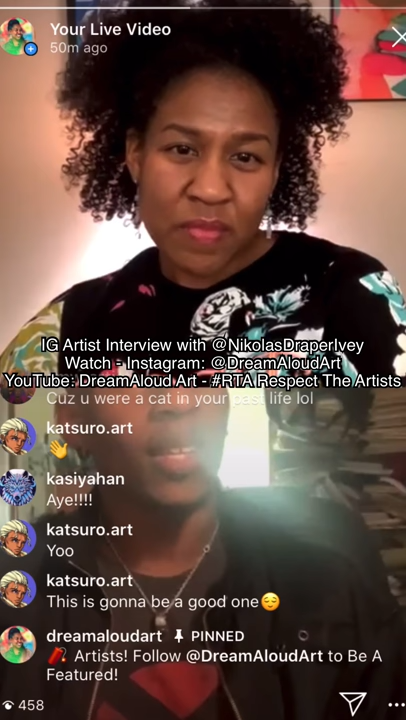 Your Live Video
50m ago
IG Artist Interview with @NikolasDraperIvey
Watch - Instagram: @DreamAloudArt
YouTube: DreamAloud Art - #RTA Respect The Artists
Cuz u were a cat in your past life lol
katsuro.art
👋
kasiyahan
Aye!!!!
katsuro.art
Yoo
katsuro.art
This is gonna be a good one😌
dreamaloudart 📌 PINNED
🧨 Artists! Follow @DreamAloudArt to Be A
Featured!
458